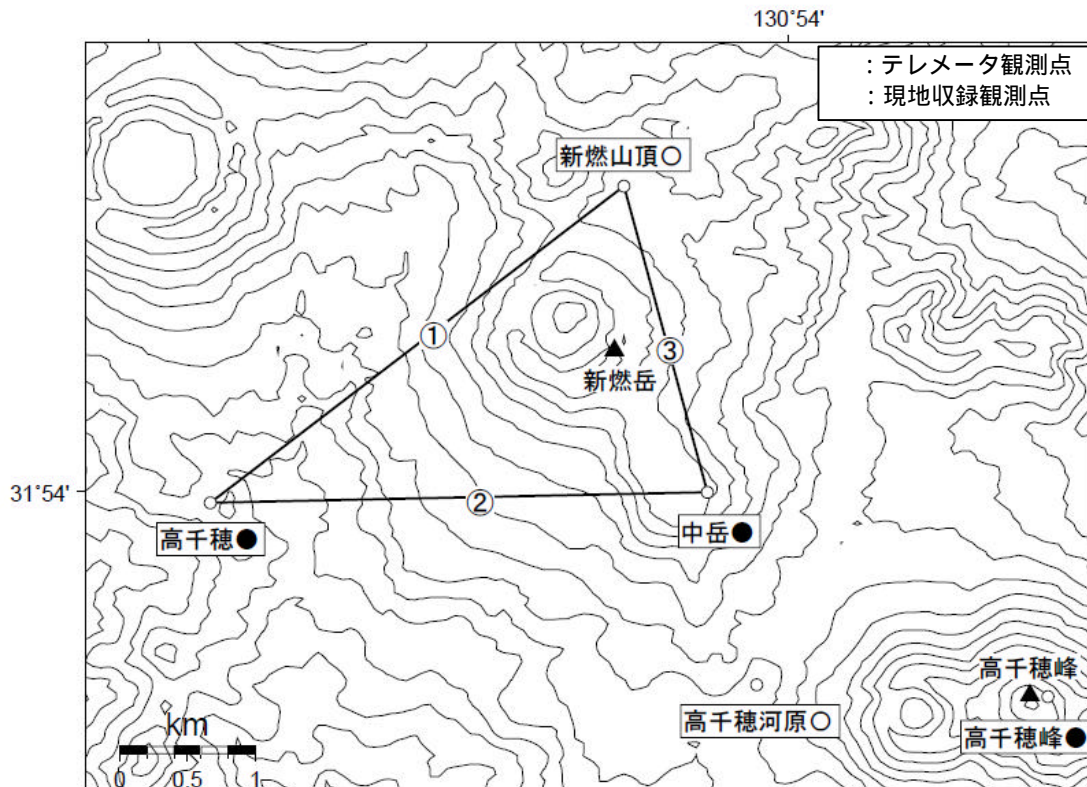 130°54'
：テレメータ観測点
：現地収録観測点
新燃山頂○
①
③
新燃岳
31°54'
②
高千穂●
中岳●
高千穂峰
km
高千穂河原○
高千穂峰●
0 0.5 1